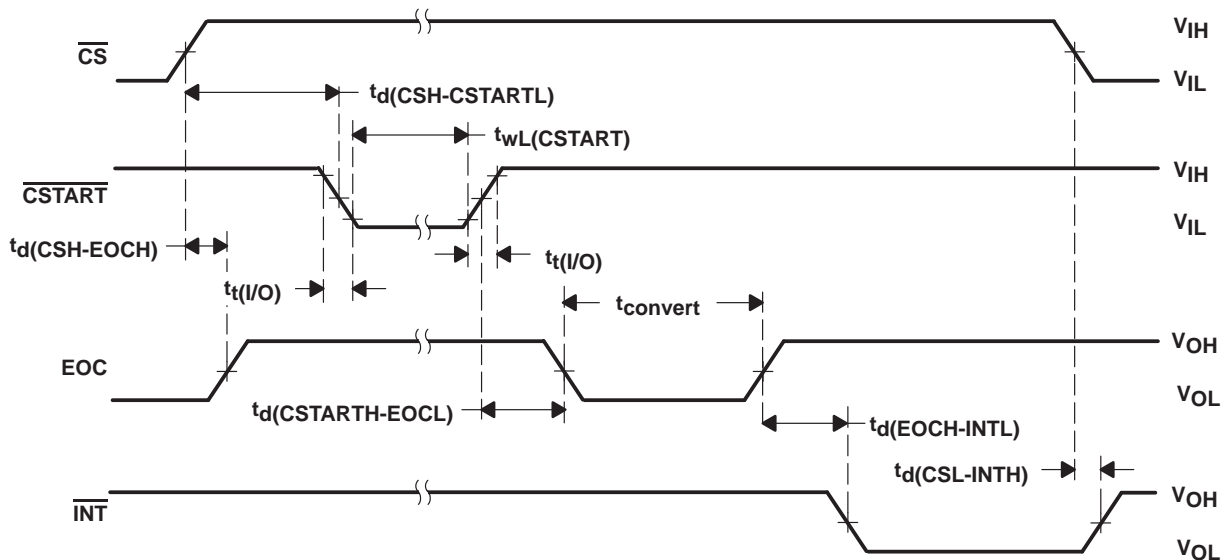 CS
VIH
VIL
td(CSH-CSTARTL)
twL(CSTART)
CSTART
VIH
VIL
td(CSH-EOCH)
tt(I/O)
tt(I/O)
tconvert
EOC
VOH
VOL
td(CSTARTH-EOCL)
td(EOCH-INTL)
td(CSL-INTH)
INT
VOH
VOL